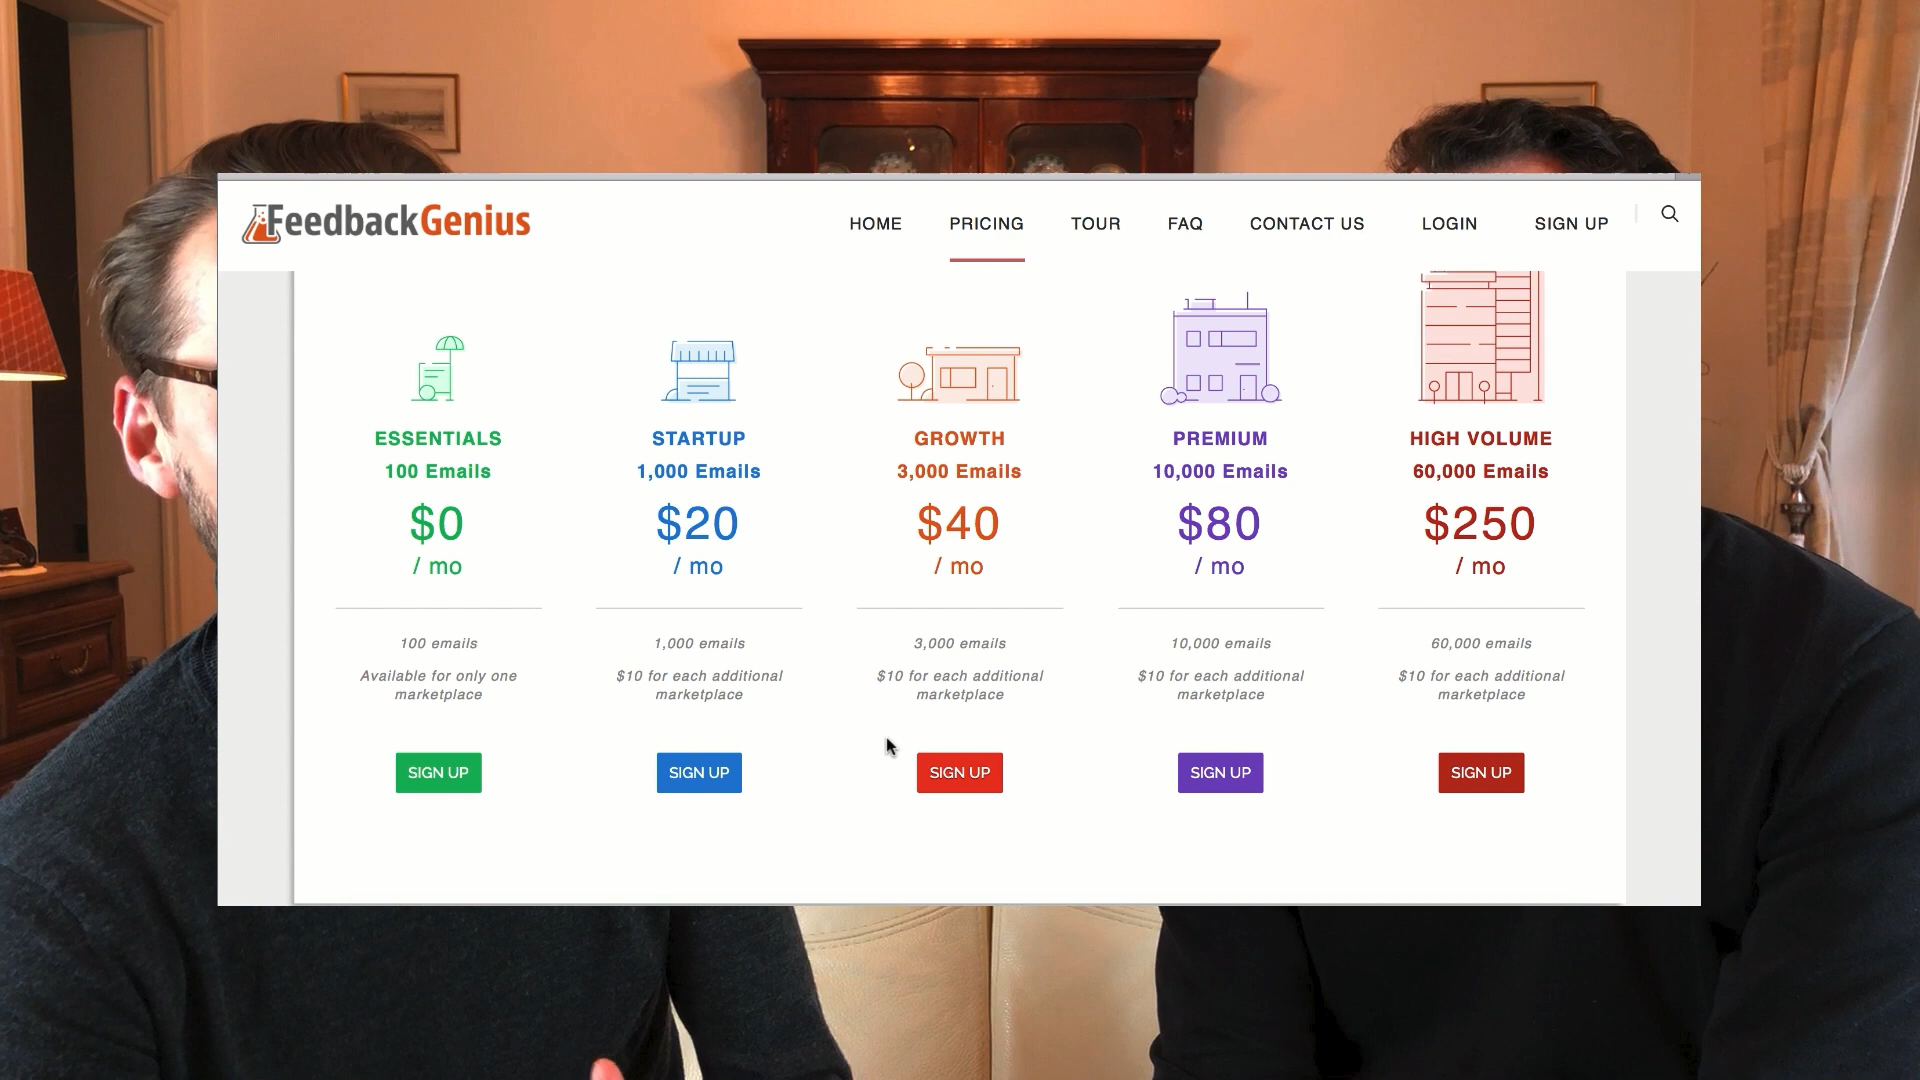 FeedbackGenius
HOME PRICING TOUR FAQ CONTACT US LOGIN SIGN UP
ESSENTIALS
100 Emails
$0
/ mo
100 emails
Available for only one
marketplace
SIGN UP
STARTUP
1,000 Emails
$20
/ mo
1,000 emails
$10 for each additional
marketplace
SIGN UP
GROWTH
3,000 Emails
$40
/ mo
3,000 emails
$10 for each additional
marketplace
SIGN UP
PREMIUM
10,000 Emails
$80
/ mo
10,000 emails
$10 for each additional
marketplace
SIGN UP
HIGH VOLUME
60,000 Emails
$250
/ mo
60,000 emails
$10 for each additional
marketplace
SIGN UP